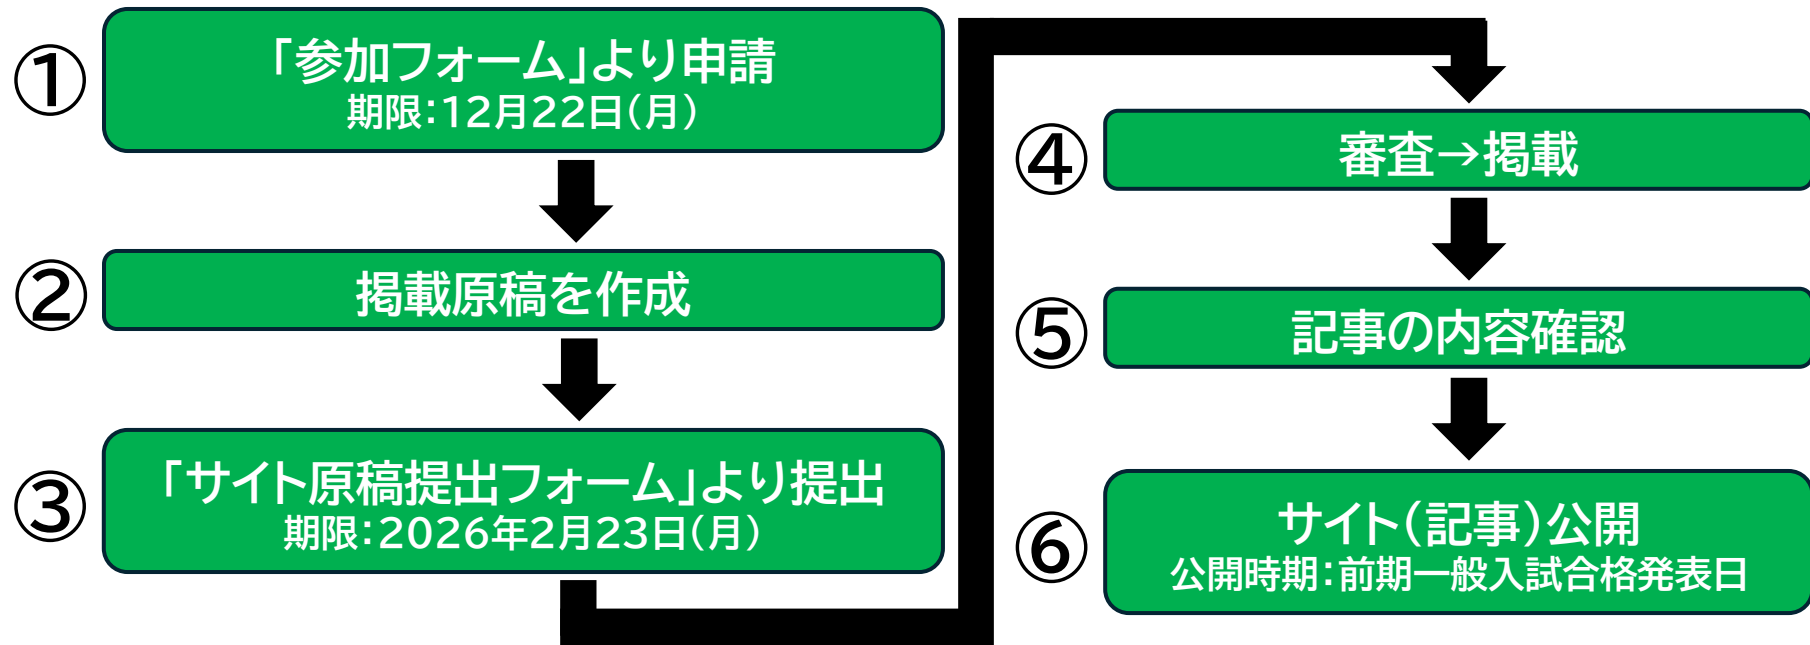 ①
「参加フォーム」より申請
期限：12月22日（月）
②
掲載原稿を作成
③
「サイト原稿提出フォーム」より提出
期限：2026年2月23日（月）
④
審査→掲載
⑤
記事の内容確認
⑥
サイト（記事）公開
公開時期：前期一般入試合格発表日